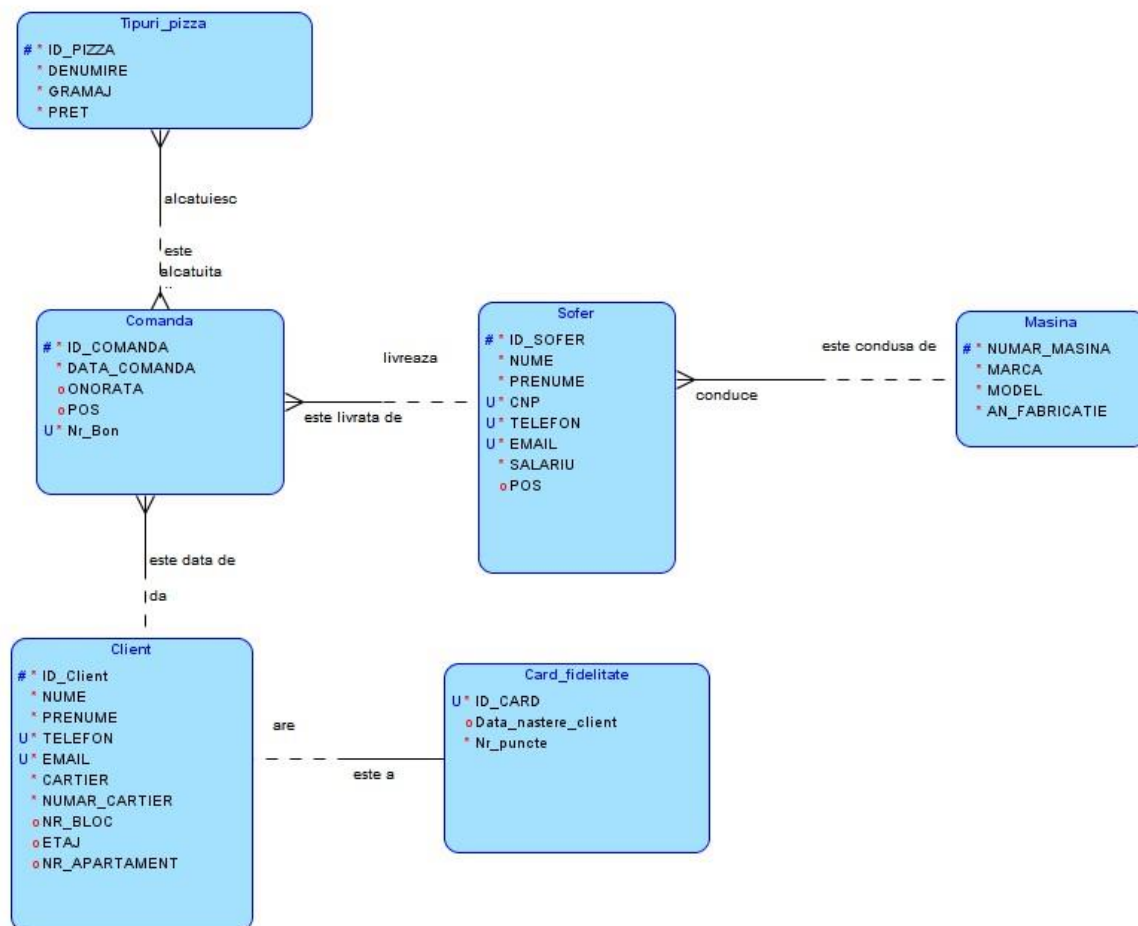 Tipuri_pizza
# * ID_PIZZA
* DENUMIRE
* GRAMAJ
* PRET
alcatuiesc
este
alcatuita
..
Comanda
# * ID_COMANDA
* DATA_COMANDA
o ONORATA
o POS
U * Nr_Bon
livreaza
este livrata de
Sofer
# * ID_SOFER
* NUME
* PRENUME
U * CNP
U * TELEFON
U * EMAIL
* SALARIU
o POS
este condusa de
conduce
Masina
# * NUMAR_MASINA
* MARCA
* MODEL
* AN_FABRICATIE
este data de
da
Client
# * ID_Client
* NUME
* PRENUME
U * TELEFON
U * EMAIL
* CARTIER
* NUMAR_CARTIER
o NR_BLOC
o ETAJ
o NR_APARTAMENT
are
este a
Card_fidelitate
U * ID_CARD
o Data_nastere_client
* Nr_puncte